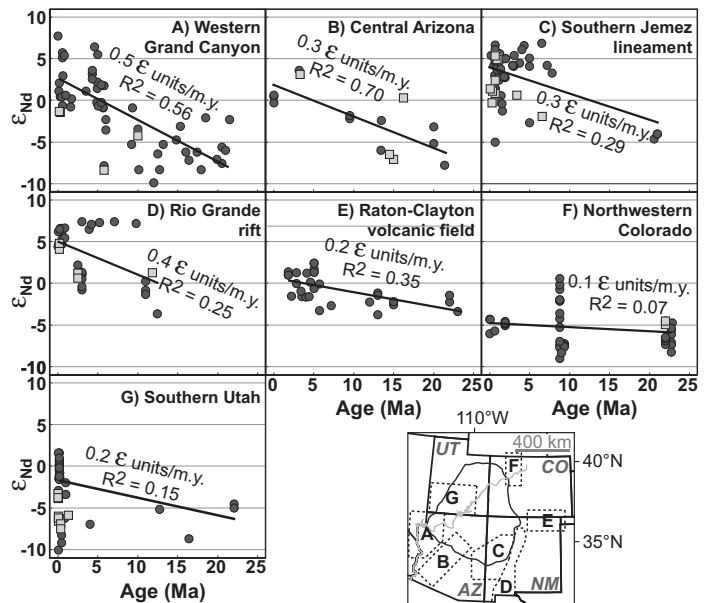 A) Western
Grand Canyon
0.5 ε units/m.y.
R2 = 0.56
B) Central Arizona
0.3 ε units/m.y.
R2 = 0.70
C) Southern Jemez
lineament
0.3 ε units/m.y.
R2 = 0.29
10
5
0
-5
-10
εNd
D) Rio Grande
rift
0.4 ε units/m.y.
R2 = 0.25
E) Raton-Clayton
volcanic field
0.2 ε units/m.y.
R2 = 0.35
F) Northwestern
Colorado
0.1 ε units/m.y.
R2 = 0.07
10
5
0
-5
-10
εNd
0 5 10 15 20 25
Age (Ma)
0 5 10 15 20 25
Age (Ma)
G) Southern Utah
0.2 ε units/m.y.
R2 = 0.15
10
5
0
-5
-10
εNd
0 5 10 15 20 25
Age (Ma)
110°W
400 km
UT
CO
AZ
NM
A
B
C
D
E
F
G
40°N
35°N